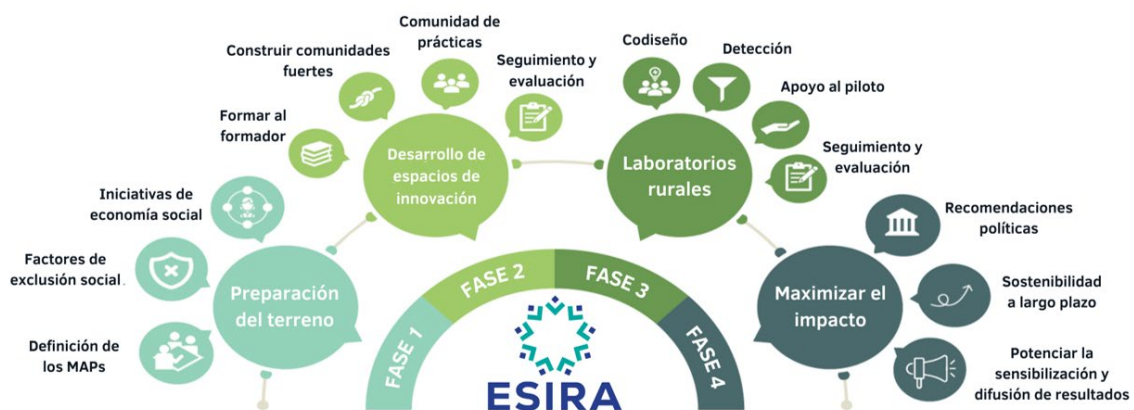 Definición de
los MAPs
Factores de
exclusión social.
Iniciativas de
economía social
Preparación
del terreno
FASE 1
Formar al
formador
Construir comunidades
fuertes
Comunidad de
prácticas
Seguimiento y
evaluación
Desarrollo de
espacios de
innovación
FASE 2
Codiseño
Detección
Apoyo al piloto
Seguimiento y
evaluación
Laboratorios
rurales
FASE 3
Recomendaciones
políticas
Sostenibilidad
a largo plazo
Potenciar la
sensibilización y
difusión de resultados
Maximizar el
impacto
FASE 4
ESIRA